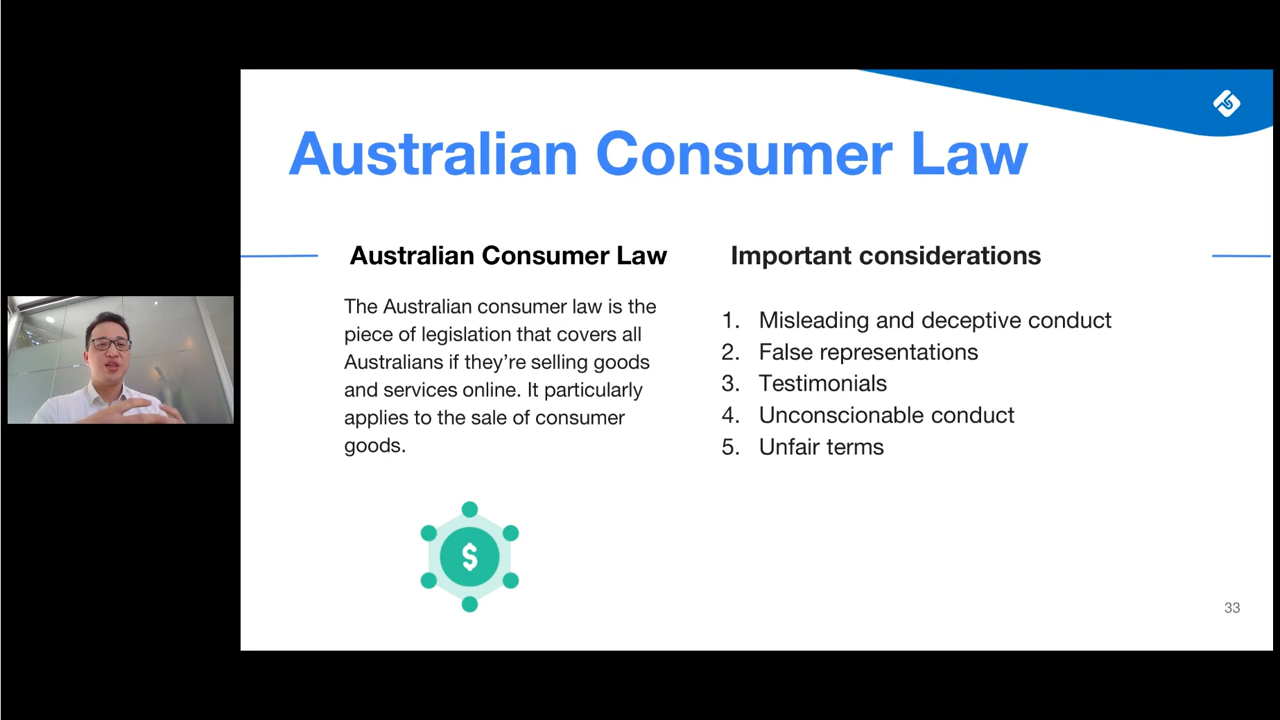 Australian Consumer Law
Australian Consumer Law
The Australian consumer law is the
piece of legislation that covers all
Australians if they’re selling goods
and services online. It particularly
applies to the sale of consumer
goods.
$
Important considerations
1. Misleading and deceptive conduct
2. False representations
3. Testimonials
4. Unconscionable conduct
5. Unfair terms
33